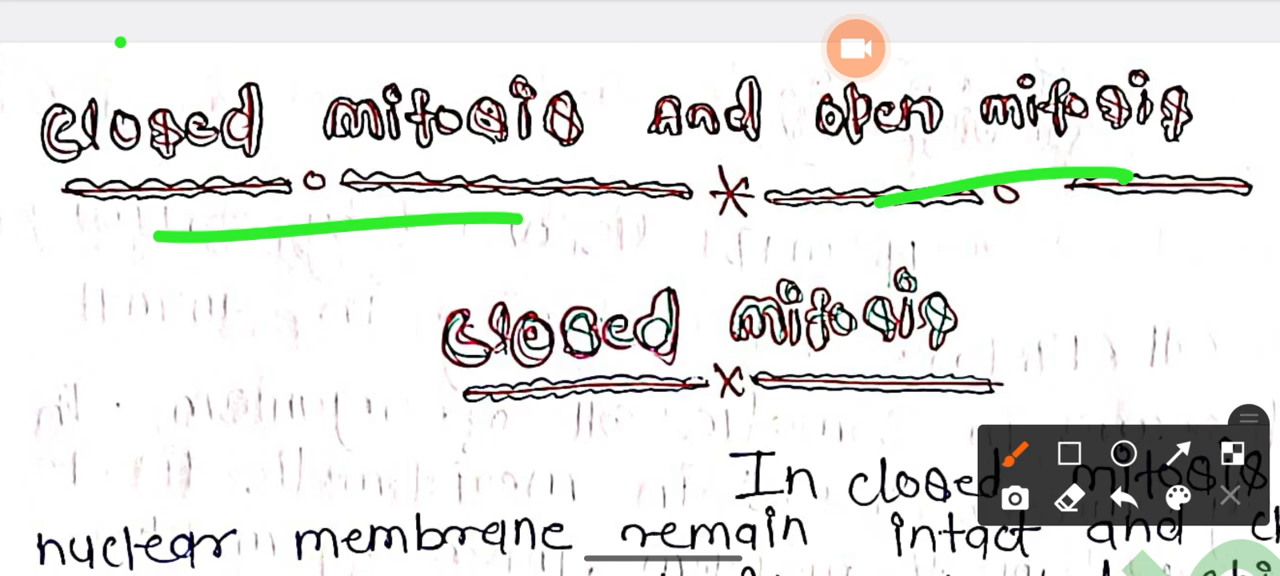 closed mitosis and open mitosis
closed mitosis
In closed mitosis
nuclear membrane remain intact and